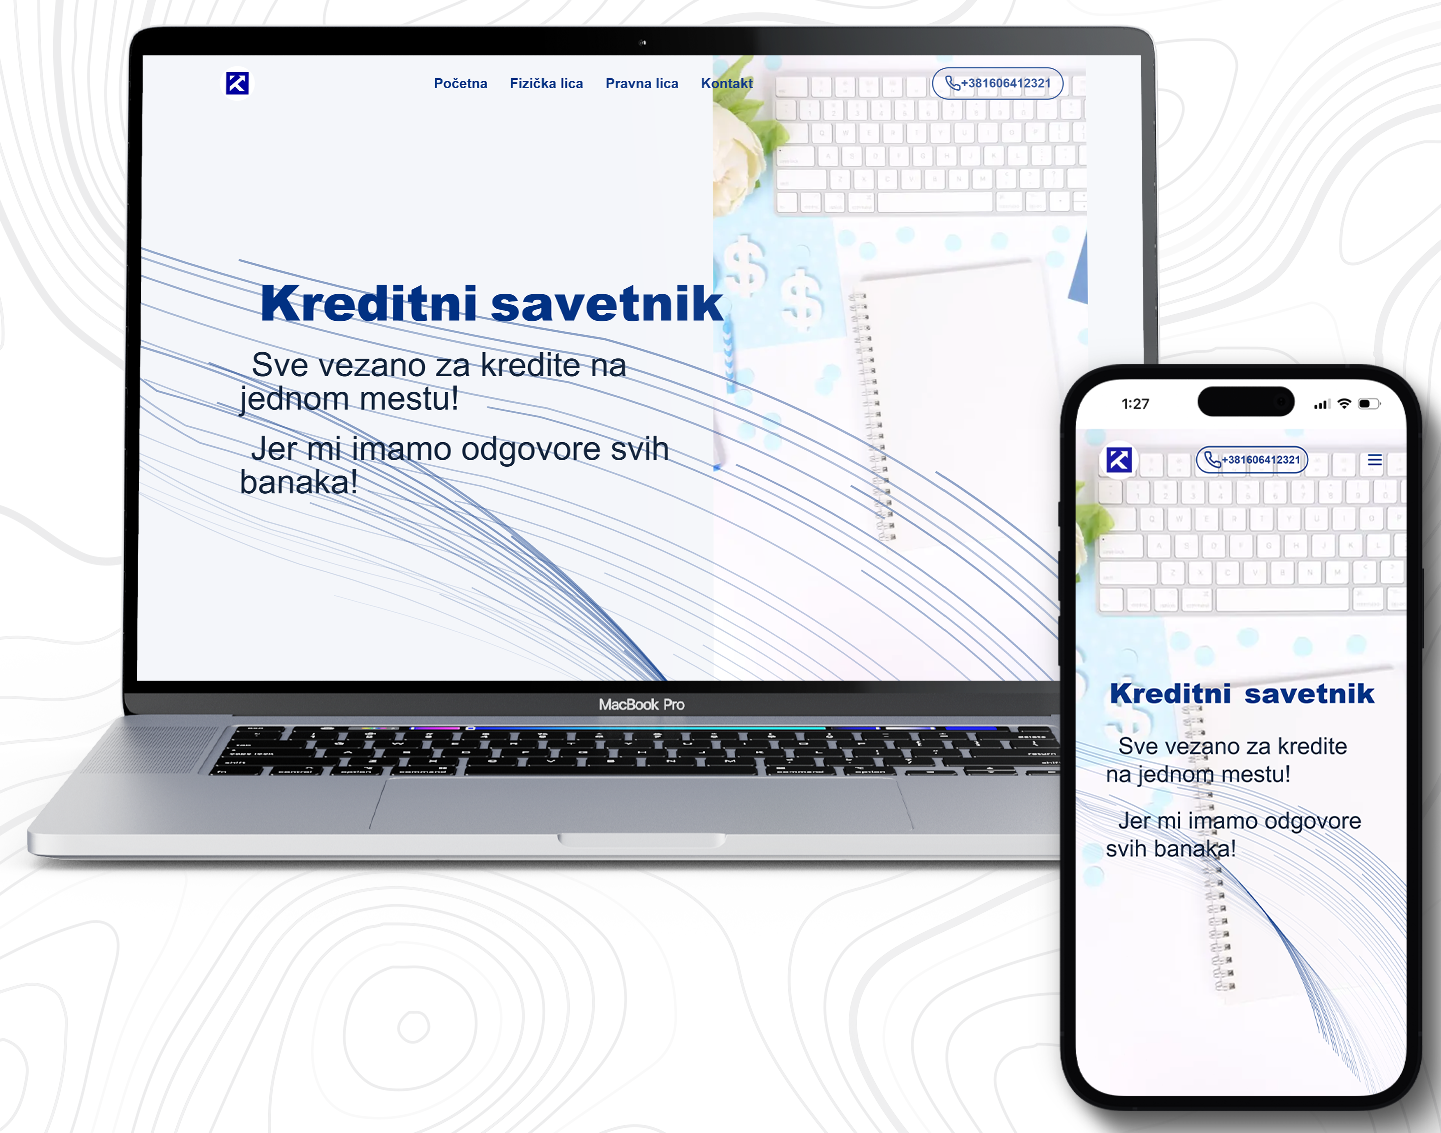 Početna Fizička lica Pravna lica Kontakt +381606412321
Kreditni savetnik
Sve vezano za kredite na
jednom mestu!
Jer mi imamo odgovore svih
banaka!
MacBook Pro
1:27
+381606412321
Kreditni savetnik
Sve vezano za kredite
na jednom mestu!
Jer mi imamo odgovore
svih banaka!